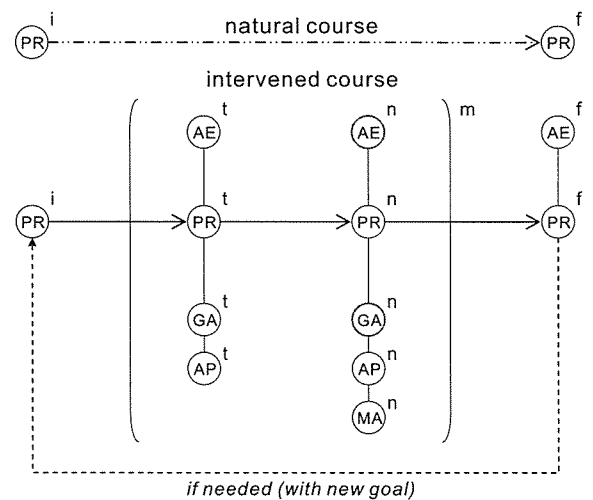 i f
PR natural course PR
intervened course
t n m f
AE AE AE
i t n f
PR PR PR PR
t n
GA GA
t n
AP AP
n
MA
if needed (with new goal)